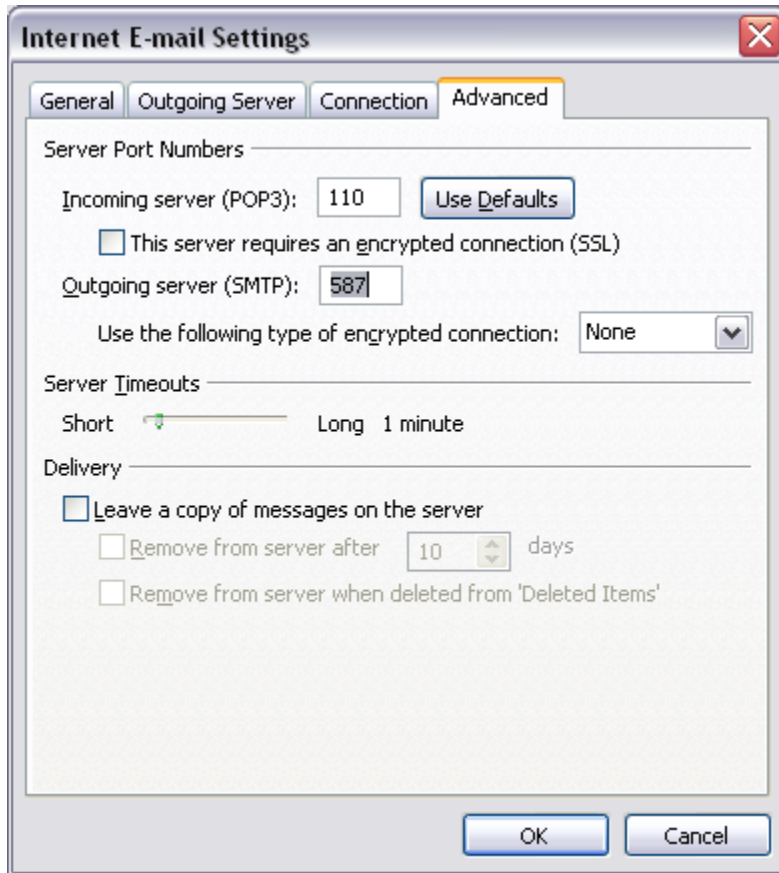 Internet E-mail Settings
General Outgoing Server Connection Advanced
Server Port Numbers
Incoming server (POP3): 110 Use Defaults
This server requires an encrypted connection (SSL)
Outgoing server (SMTP): 587
Use the following type of encrypted connection: None
Server Timeouts
Short Long 1 minute
Delivery
Leave a copy of messages on the server
Remove from server after 10 days
Remove from server when deleted from 'Deleted Items'
OK Cancel